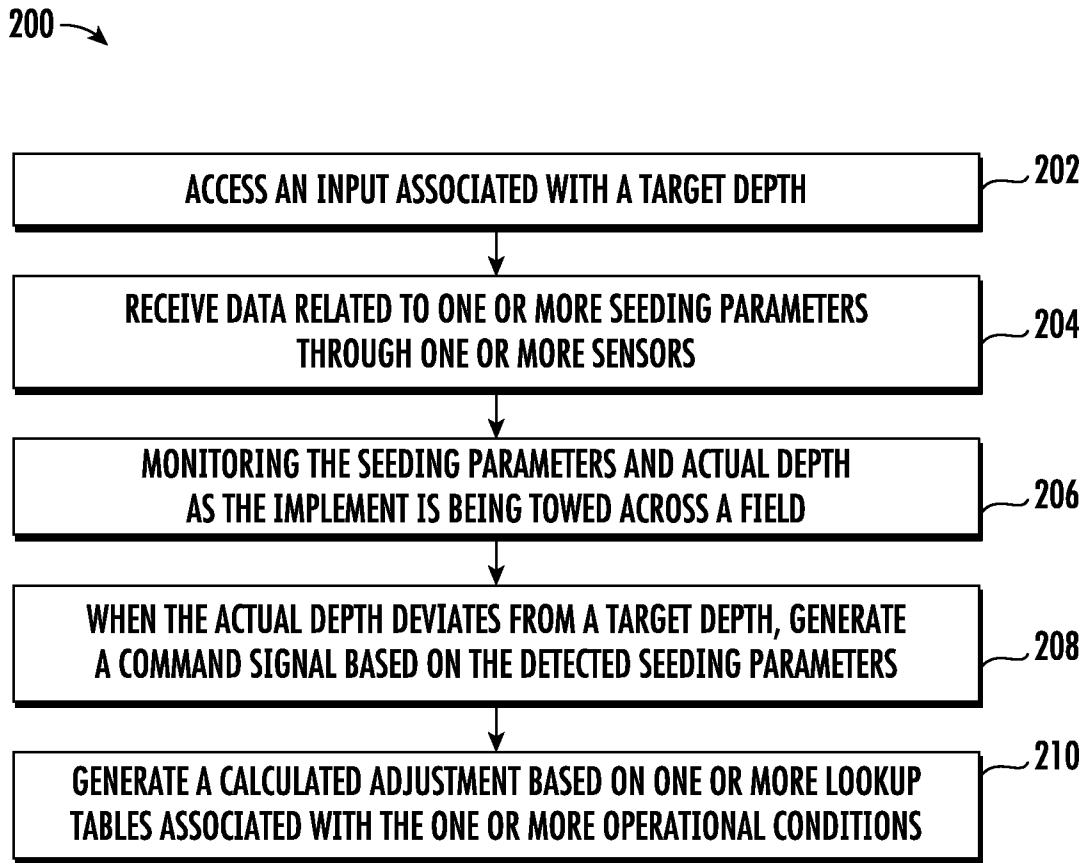 200
ACCESS AN INPUT ASSOCIATED WITH A TARGET DEPTH
202
RECEIVE DATA RELATED TO ONE OR MORE SEEDING PARAMETERS
THROUGH ONE OR MORE SENSORS
204
MONITORING THE SEEDING PARAMETERS AND ACTUAL DEPTH
AS THE IMPLEMENT IS BEING TOWED ACROSS A FIELD
206
WHEN THE ACTUAL DEPTH DEVIATES FROM A TARGET DEPTH, GENERATE
A COMMAND SIGNAL BASED ON THE DETECTED SEEDING PARAMETERS
208
GENERATE A CALCULATED ADJUSTMENT BASED ON ONE OR MORE LOOKUP
TABLES ASSOCIATED WITH THE ONE OR MORE OPERATIONAL CONDITIONS
210